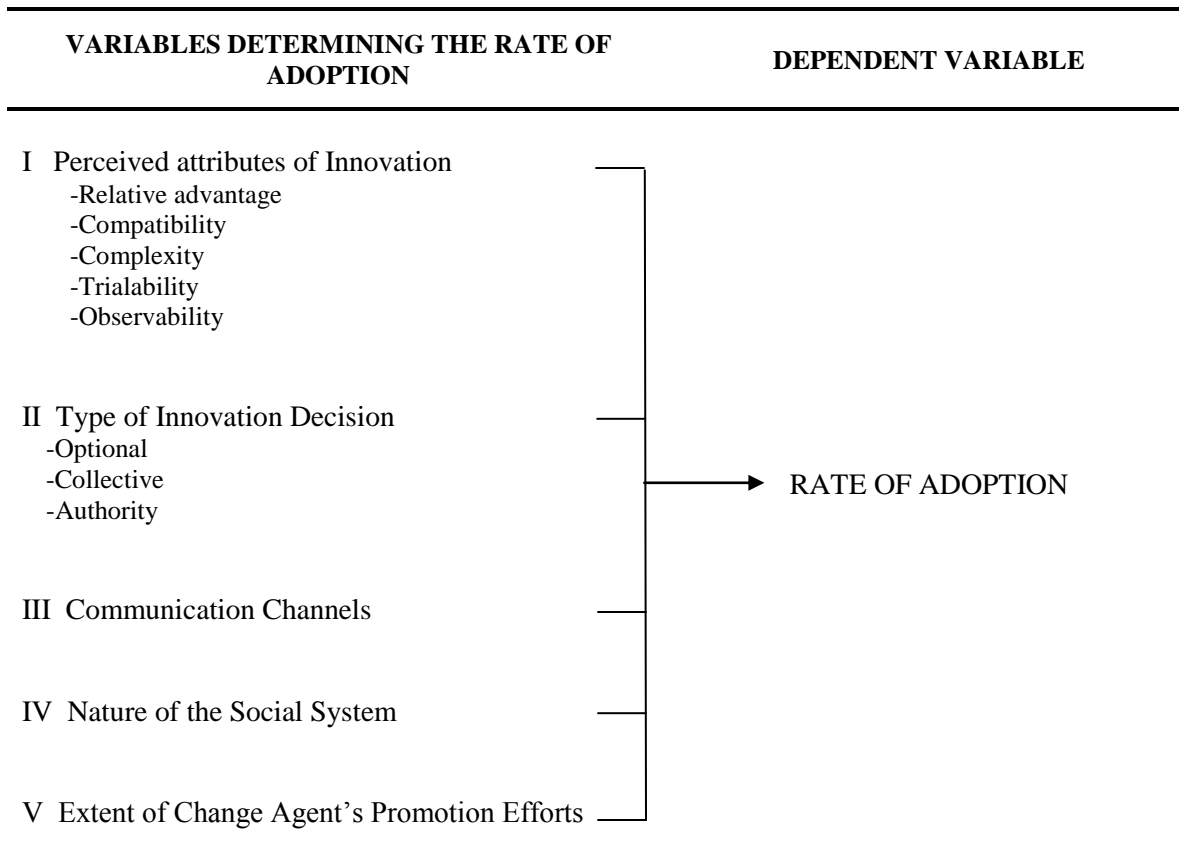 VARIABLES DETERMINING THE RATE OF
ADOPTION
DEPENDENT VARIABLE
I Perceived attributes of Innovation
-Relative advantage
-Compatibility
-Complexity
-Trialability
-Observability
II Type of Innovation Decision
-Optional
-Collective
-Authority
RATE OF ADOPTION
III Communication Channels
IV Nature of the Social System
V Extent of Change Agent’s Promotion Efforts